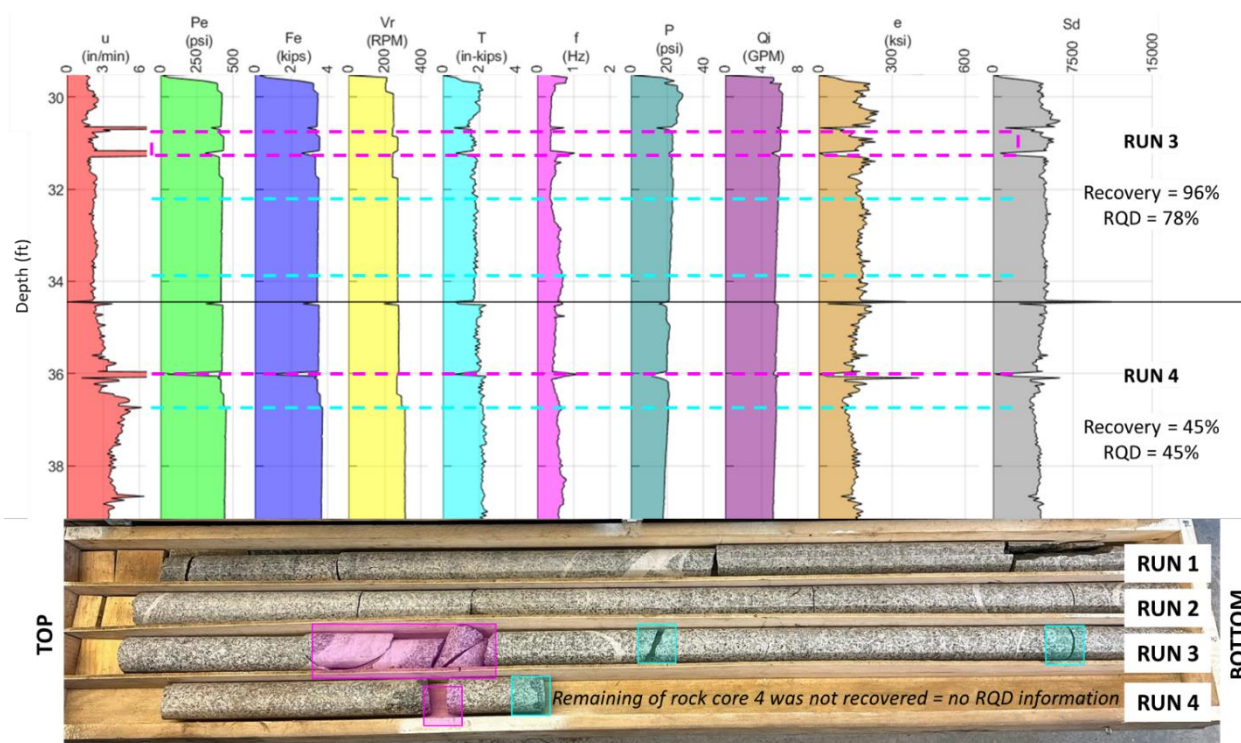 u
(in/min)
0
3
6
Pe
(psi)
0
250
500
Fe
(kips)
0
2
4
Vr
(RPM)
0
200
400
T
(in-kips)
0
2
4
f
(Hz)
0
1
2
P
(psi)
0
20
40
Qi
(GPM)
0
4
8
e
(ksi)
0
300
600
Sd
0
7500
15000
Depth (ft)
30
32
34
36
38
RUN 3
Recovery = 96%
RQD = 78%
RUN 4
Recovery = 45%
RQD = 45%
TOP
BOTTOM
RUN 1
RUN 2
RUN 3
Remaining of rock core 4 was not recovered = no RQD information
RUN 4